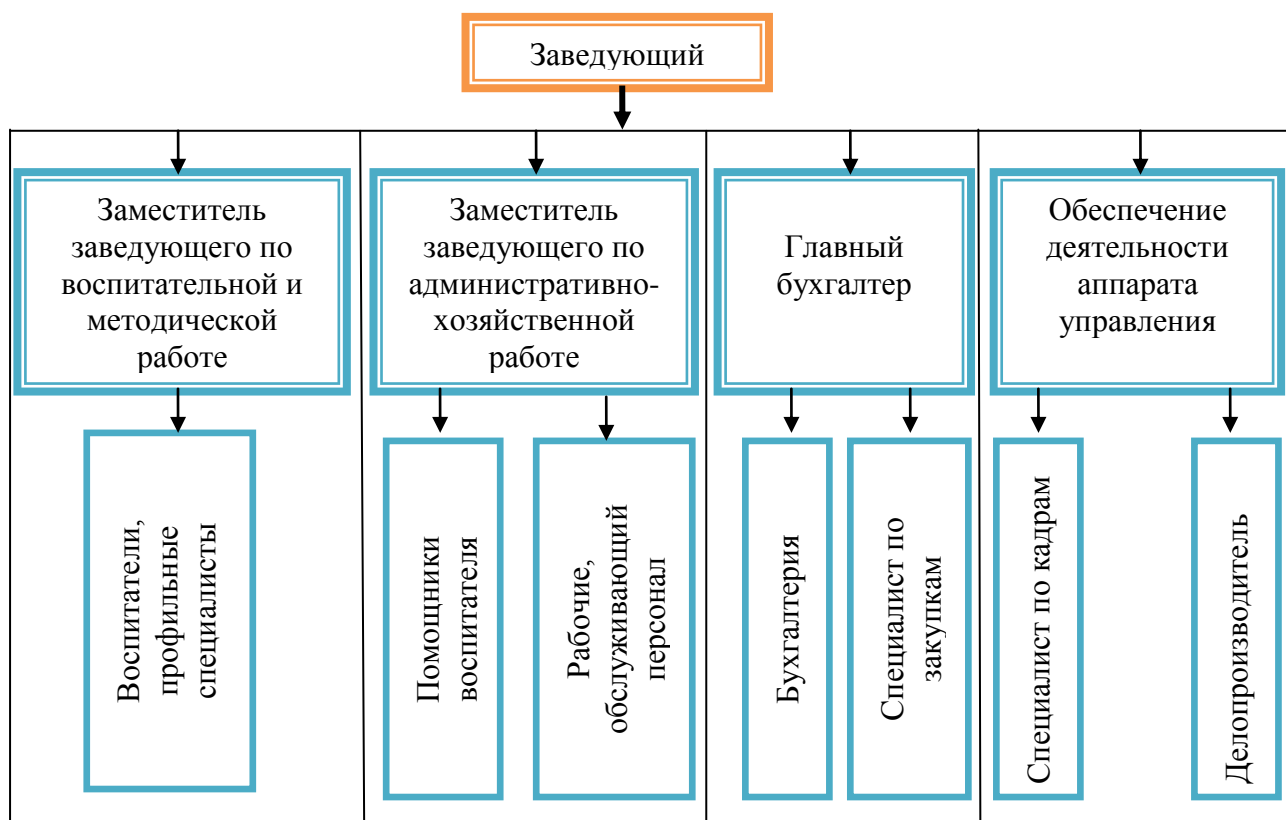 Заведующий
Заместитель
заведующего по
воспитательной и
методической
работе
Заместитель
заведующего по
административно-
хозяйственной
работе
Главный
бухгалтер
Обеспечение
деятельности
аппарата
управления
Воспитатели,
профильные
специалисты
Помощники
воспитателя
Рабочие,
обслуживающий
персонал
Бухгалтерия
Специалист по
закупкам
Специалист по кадрам
Делопроизводитель